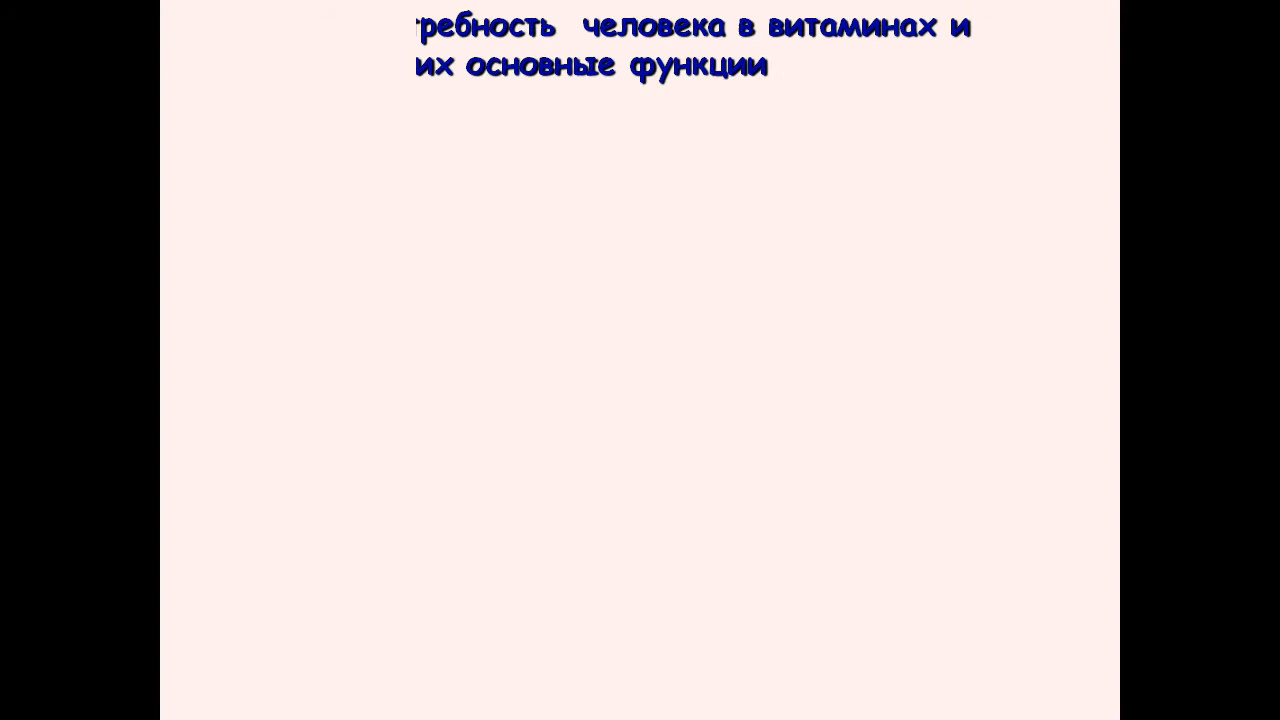 требность человека в витаминах и
их основные функции